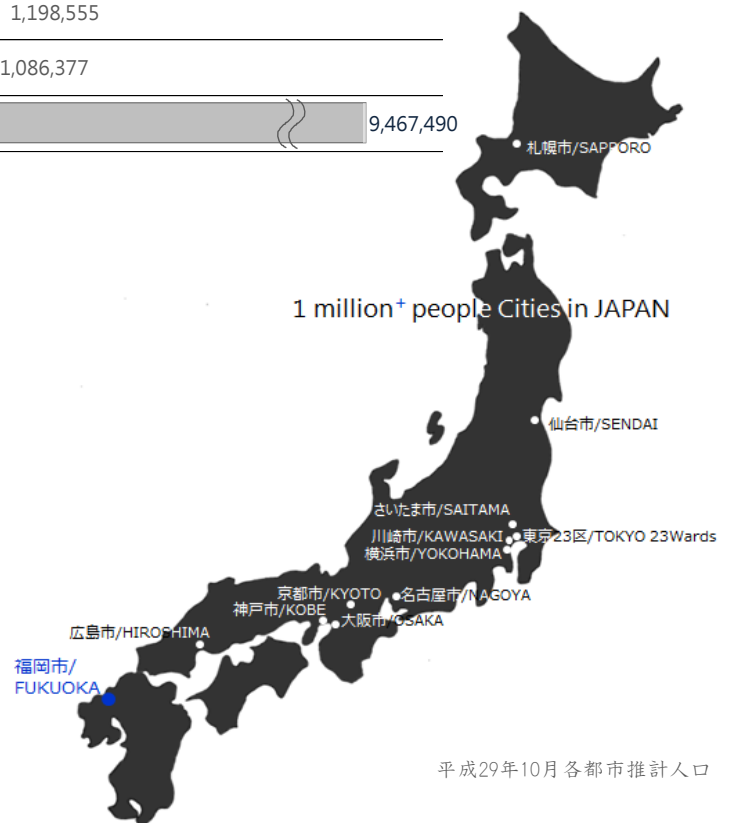 1,198,555
1,086,377
9,467,490
札幌市/SAPPORO
1 million⁺ people Cities in JAPAN
仙台市/SENDAI
さいたま市/SAITAMA
川崎市/KAWASAKI
東京23区/TOKYO 23Wards
横浜市/YOKOHAMA
京都市/KYOTO
名古屋市/NAGOYA
神戸市/KOBE
大阪市/OSAKA
広島市/HIROSHIMA
福岡市/
FUKUOKA
平成29年10月各都市推計人口